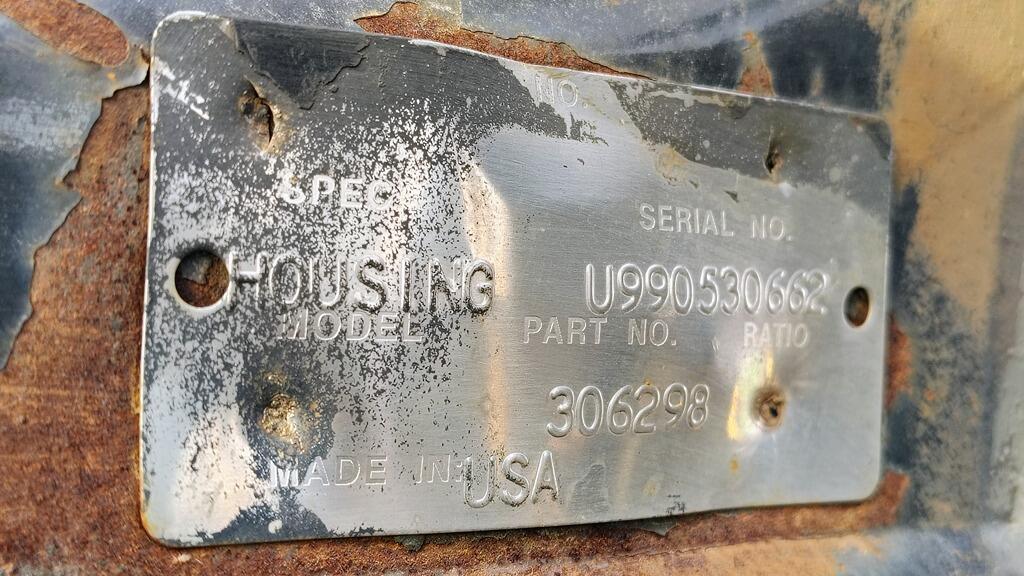 NO.
SPEC
SERIAL NO.
HOUSING U990530662
MODEL PART NO. RATIO
306298
MADE IN: USA